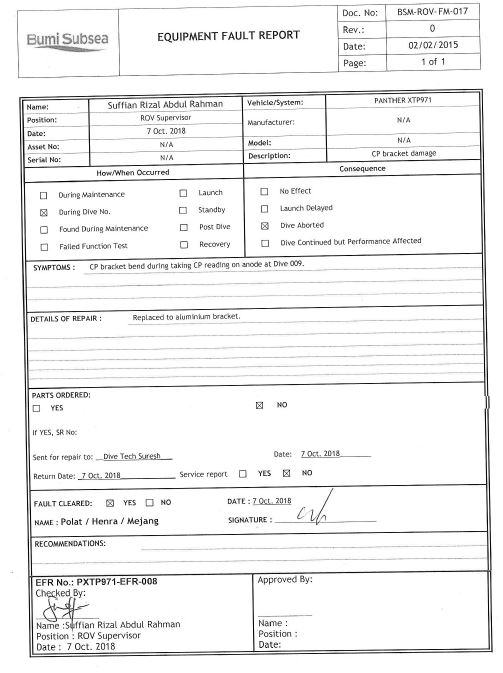 Bumi Subsea
EQUIPMENT FAULT REPORT
Doc. No: BSM-ROV-FM-017
Rev.: 0
Date: 02/02/2015
Page: 1 of 1
Name: Suffian Rizal Abdul Rahman Vehicle/System: PANTHER XTP971
Position: ROV Supervisor Manufacturer: N/A
Date: 7 Oct. 2018
Asset No: N/A Model: N/A
Serial No: N/A Description: CP bracket damage
How/When Occurred Consequence
☐ During Maintenance ☐ Launch ☐ No Effect
☒ During Dive No. ☐ Standby ☐ Launch Delayed
☐ Found During Maintenance ☐ Post Dive ☒ Dive Aborted
☐ Failed Function Test ☐ Recovery ☐ Dive Continued but Performance Affected
SYMPTOMS : CP bracket bend during taking CP reading on anode at Dive 009.
DETAILS OF REPAIR : Replaced to aluminium bracket.
PARTS ORDERED:
☐ YES ☒ NO
If YES, SR No:
Sent for repair to: Dive Tech Suresh Date: 7 Oct. 2018
Return Date: 7 Oct. 2018 Service report ☐ YES ☒ NO
FAULT CLEARED: ☒ YES ☐ NO DATE : 7 Oct. 2018
NAME : Polat / Henra / Mejang SIGNATURE :
RECOMMENDATIONS:
EFR No.: PXTP971-EFR-008 Approved By:
Checked By:
Name :Suffian Rizal Abdul Rahman Name :
Position : ROV Supervisor Position :
Date : 7 Oct. 2018 Date: